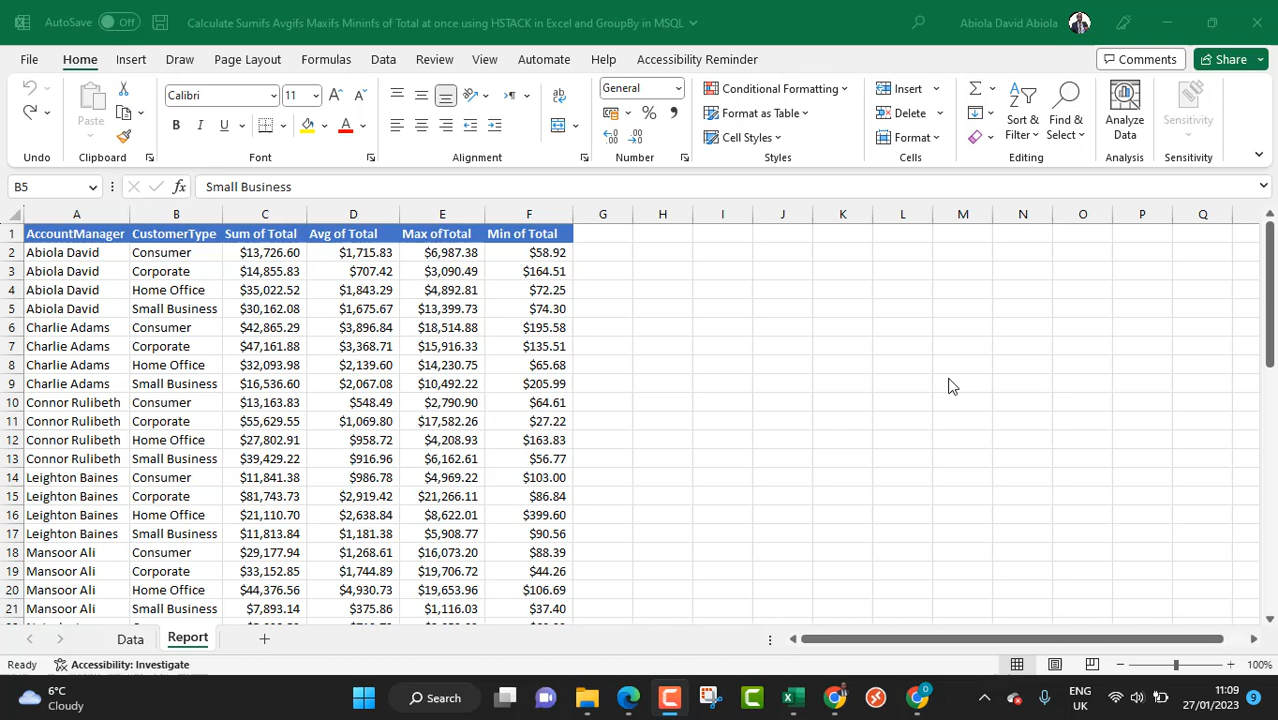 AutoSave Off Calculate Sumifs Avgifs Maxifs Mininfs of Total at once using HSTACK in Excel and GroupBy in MSQL Abiola David Abiola
File Home Insert Draw Page Layout Formulas Data Review View Automate Help Accessibility Reminder Comments Share
Calibri 11 General Conditional Formatting Insert
Paste Format as Table Delete Sort & Filter Find & Select Analyze Data Sensitivity
B I U Cell Styles Format
Undo Clipboard Font Alignment Number Styles Cells Editing Analysis Sensitivity
B5 fx Small Business
A B C D E F G H I J K L M N O P Q
1 AccountManager CustomerType Sum of Total Avg of Total Max ofTotal Min of Total
2 Abiola David Consumer $13,726.60 $1,715.83 $6,987.38 $58.92
3 Abiola David Corporate $14,855.83 $707.42 $3,090.49 $164.51
4 Abiola David Home Office $35,022.52 $1,843.29 $4,892.81 $72.25
5 Abiola David Small Business $30,162.08 $1,675.67 $13,399.73 $74.30
6 Charlie Adams Consumer $42,865.29 $3,896.84 $18,514.88 $195.58
7 Charlie Adams Corporate $47,161.88 $3,368.71 $15,916.33 $135.51
8 Charlie Adams Home Office $32,093.98 $2,139.60 $14,230.75 $65.68
9 Charlie Adams Small Business $16,536.60 $2,067.08 $10,492.22 $205.99
10 Connor Rulibeth Consumer $13,163.83 $548.49 $2,790.90 $64.61
11 Connor Rulibeth Corporate $55,629.55 $1,069.80 $17,582.26 $27.22
12 Connor Rulibeth Home Office $27,802.91 $958.72 $4,208.93 $163.83
13 Connor Rulibeth Small Business $39,429.22 $916.96 $6,162.61 $56.77
14 Leighton Baines Consumer $11,841.38 $986.78 $4,969.22 $103.00
15 Leighton Baines Corporate $81,743.73 $2,919.42 $21,266.11 $86.84
16 Leighton Baines Home Office $21,110.70 $2,638.84 $8,622.01 $399.60
17 Leighton Baines Small Business $11,813.84 $1,181.38 $5,908.77 $90.56
18 Mansoor Ali Consumer $29,177.94 $1,268.61 $16,073.20 $88.39
19 Mansoor Ali Corporate $33,152.85 $1,744.89 $19,706.72 $44.26
20 Mansoor Ali Home Office $44,376.56 $4,930.73 $19,653.96 $106.69
21 Mansoor Ali Small Business $7,893.14 $375.86 $1,116.03 $37.40
Data Report
Ready Accessibility: Investigate 100%
6°C Cloudy Search ENG UK 11:09 27/01/2023 9